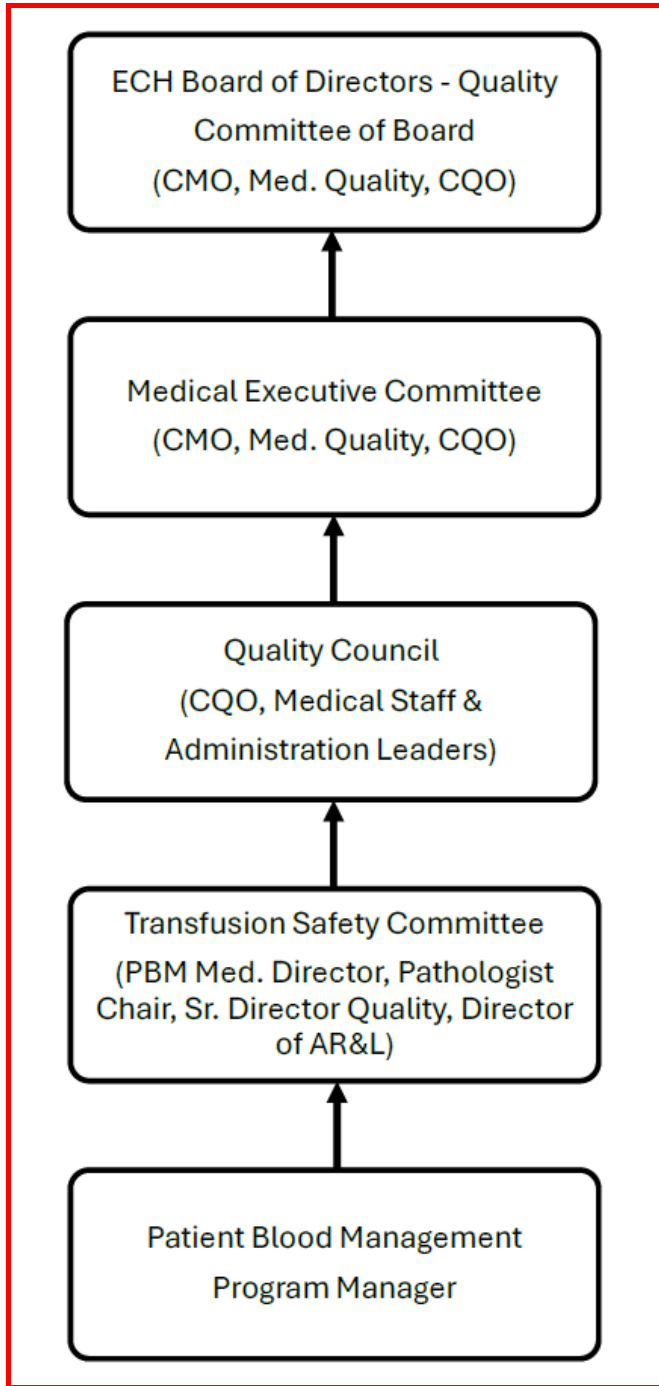 ECH Board of Directors - Quality
Committee of Board
(CMO, Med. Quality, CQO)
Medical Executive Committee
(CMO, Med. Quality, CQO)
Quality Council
(CQO, Medical Staff &
Administration Leaders)
Transfusion Safety Committee
(PBM Med. Director, Pathologist
Chair, Sr. Director Quality, Director
of AR&L)
Patient Blood Management
Program Manager